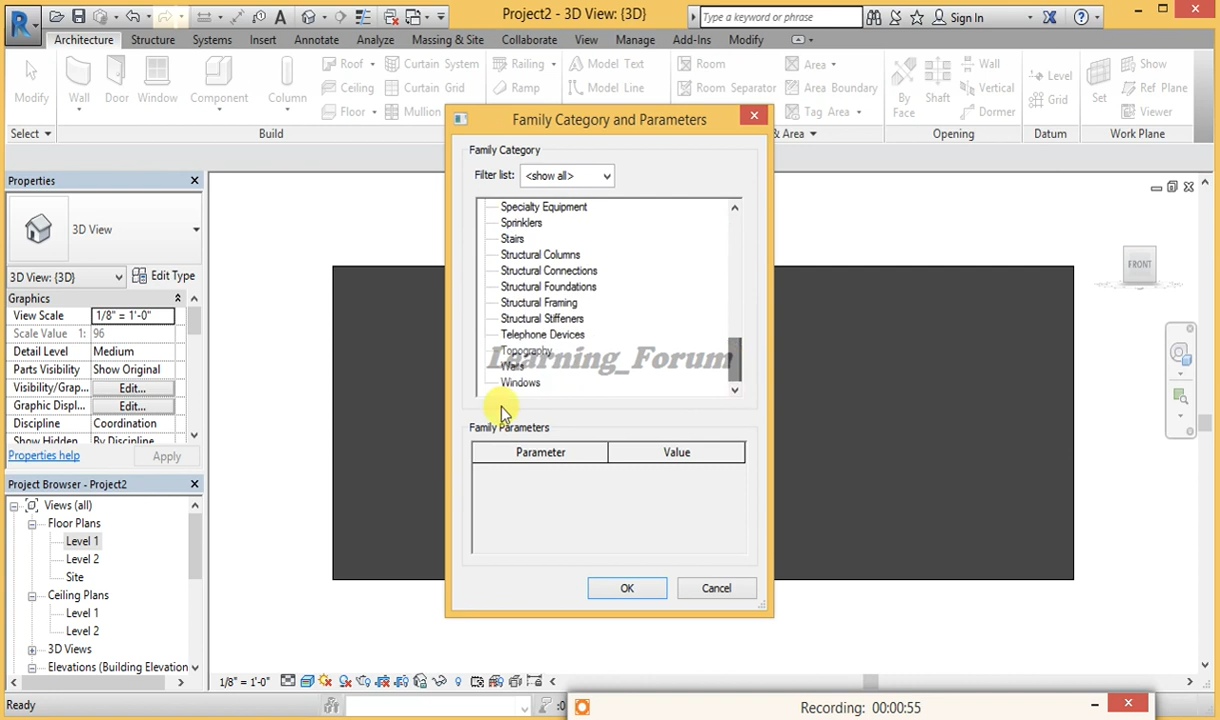 Project2 - 3D View: {3D}
Type a keyword or phrase
Sign In
Architecture
Structure
Systems
Insert
Annotate
Analyze
Massing & Site
Collaborate
View
Manage
Add-Ins
Modify
Modify
Wall
Door
Window
Component
Column
Roof
Ceiling
Floor
Curtain System
Curtain Grid
Mullion
Railing
Ramp
Model Text
Model Line
Room
Room Separator
Area
Area Boundary
Tag Area
By Face
Shaft
Wall
Vertical
Dormer
Level
Grid
Set
Show
Ref Plane
Viewer
Select
Build
& Area
Opening
Datum
Work Plane
Properties
3D View
3D View: {3D}
Edit Type
Graphics
View Scale 1/8" = 1'-0"
Scale Value 1: 96
Detail Level Medium
Parts Visibility Show Original
Visibility/Grap... Edit...
Graphic Displ... Edit...
Discipline Coordination
Show Hidden By Discipline
Properties help
Apply
Project Browser - Project2
Views (all)
Floor Plans
Level 1
Level 2
Site
Ceiling Plans
Level 1
Level 2
3D Views
Elevations (Building Elevation
Family Category and Parameters
Family Category
Filter list: <show all>
Specialty Equipment
Sprinklers
Stairs
Structural Columns
Structural Connections
Structural Foundations
Structural Framing
Structural Stiffeners
Telephone Devices
Topography
Learning_Forum
Walls
Windows
Family Parameters
Parameter Value
OK
Cancel
FRONT
1/8" = 1'-0"
Ready
:0
Recording: 00:00:55